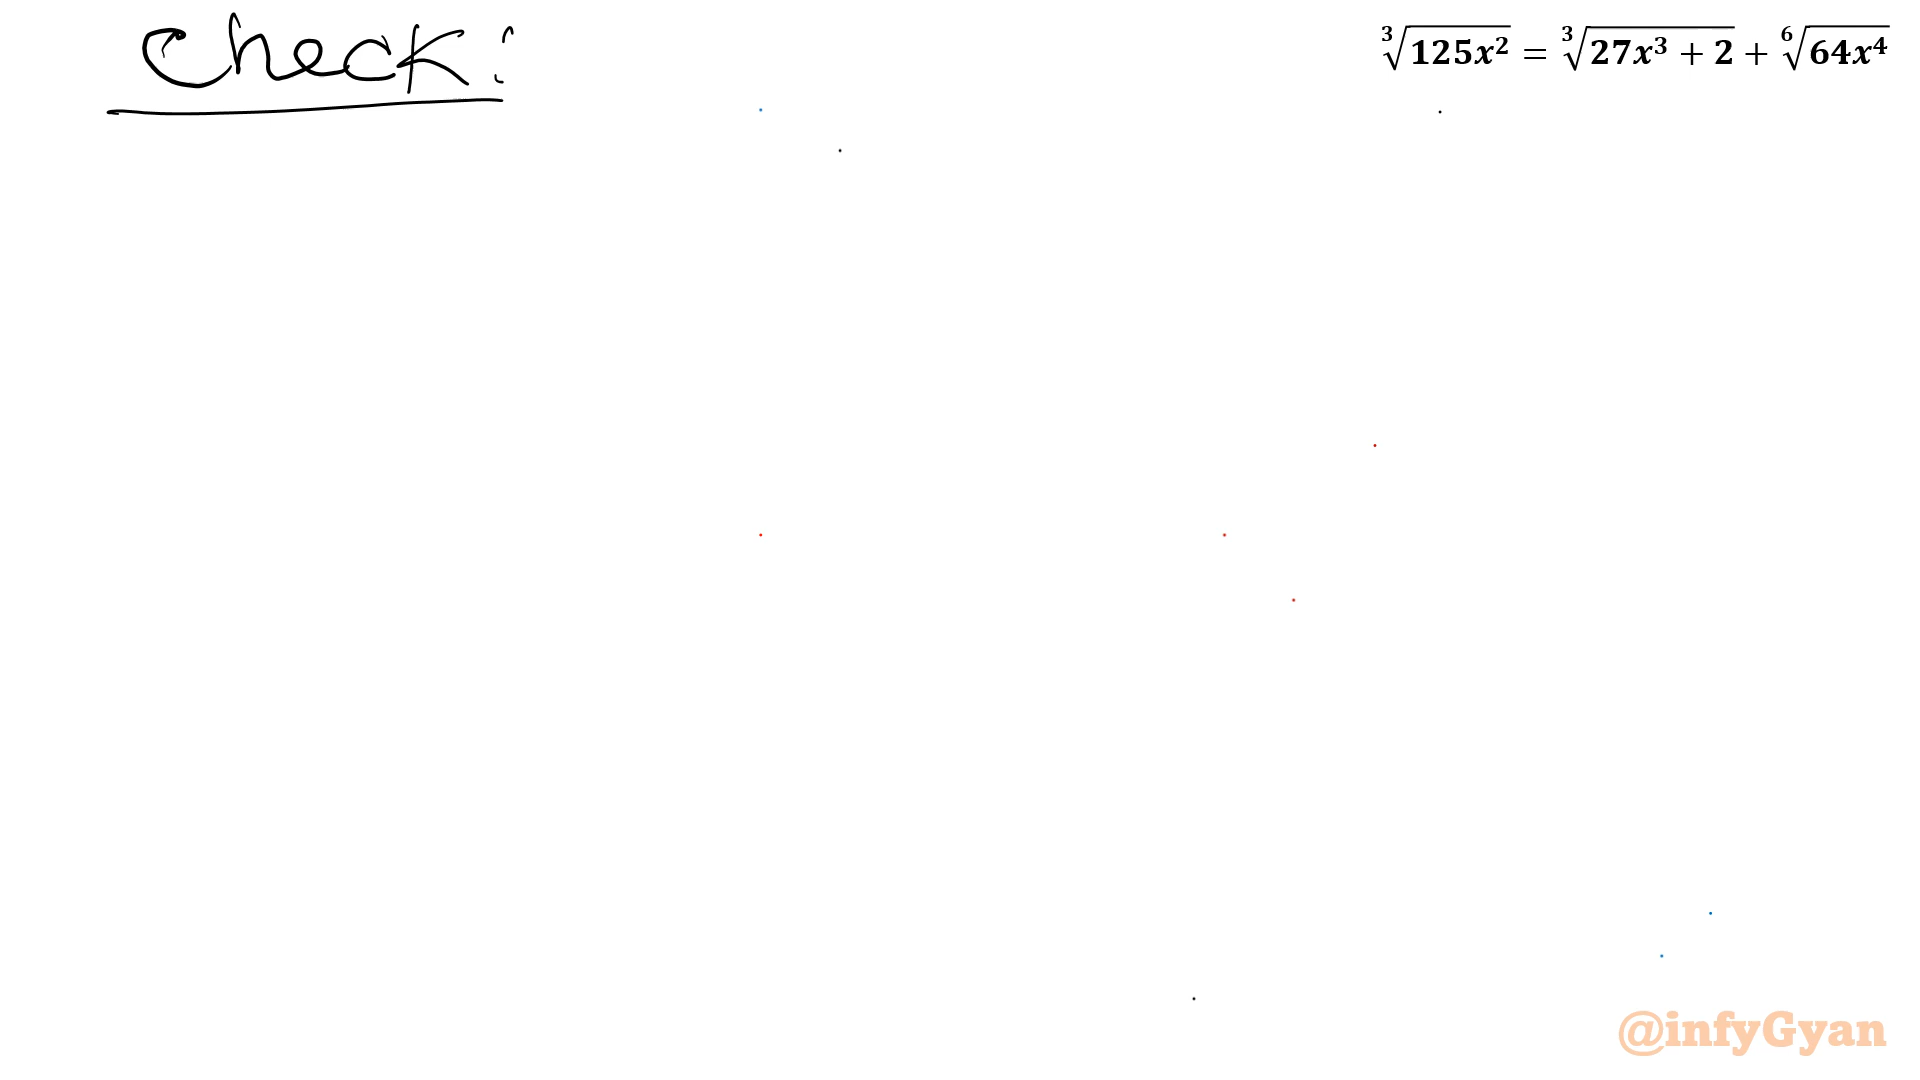 Check:
∛125x² = ∛27x³ + 2 + ⁶√64x⁴
@infyGyan